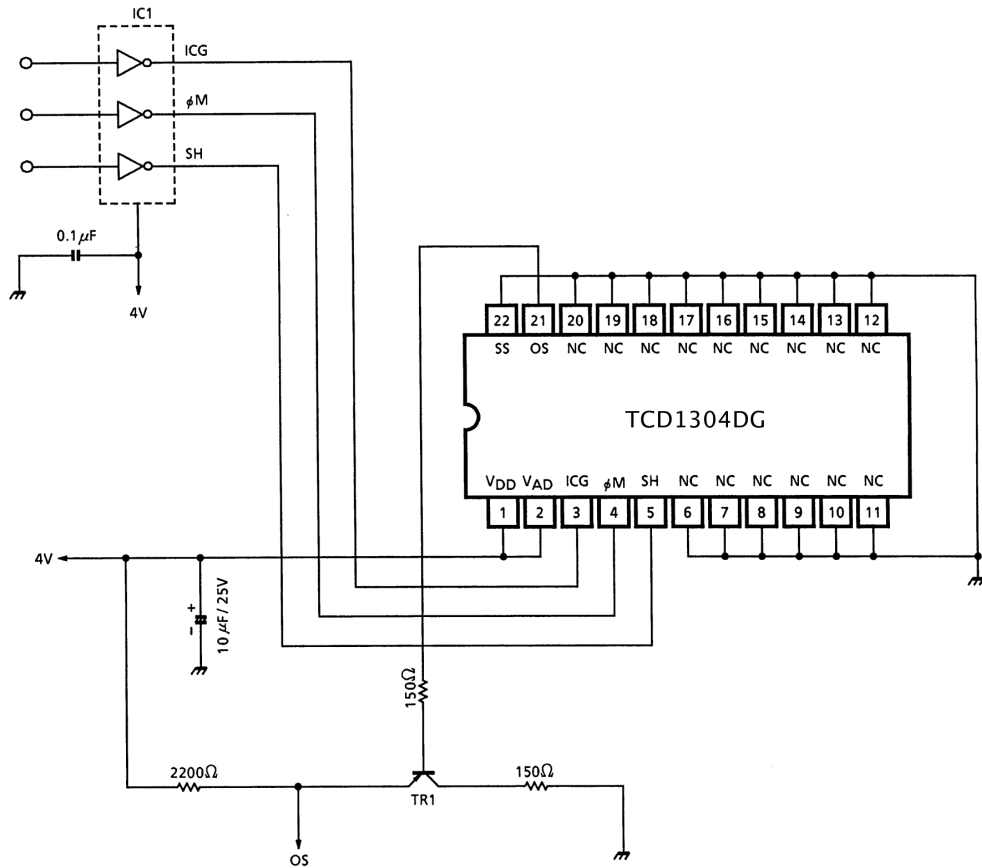 IC1
ICG
φM
SH
0.1μF
4V
22 21 20 19 18 17 16 15 14 13 12
SS OS NC NC NC NC NC NC NC NC NC
TCD1304DG
VDD VAD ICG φM SH NC NC NC NC NC NC
1 2 3 4 5 6 7 8 9 10 11
4V
+
-
10μF/25V
150Ω
2200Ω
150Ω
TR1
OS